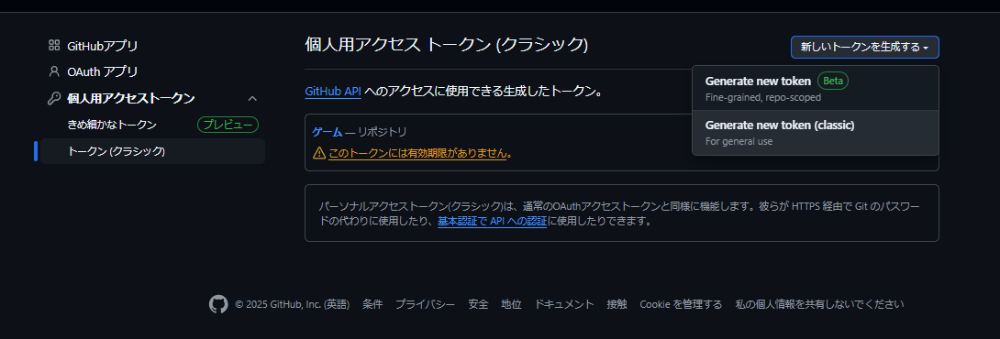 GitHubアプリ
OAuth アプリ
個人用アクセストークン
きめ細かなトークン プレビュー
トークン (クラシック)
個人用アクセス トークン (クラシック)
新しいトークンを生成する
Generate new token Beta
Fine-grained, repo-scoped
Generate new token (classic)
For general use
GitHub API へのアクセスに使用できる生成したトークン。
ゲーム — リポジトリ
このトークンには有効期限がありません。
パーソナルアクセストークン(クラシック)は、通常のOAuthアクセストークンと同様に機能します。彼らが HTTPS 経由で Git のパスワー
ドの代わりに使用したり、基本認証で API への認証に使用したりできます。
© 2025 GitHub, Inc. (英語) 条件 プライバシー 安全 地位 ドキュメント 接触 Cookie を管理する 私の個人情報を共有しないでください